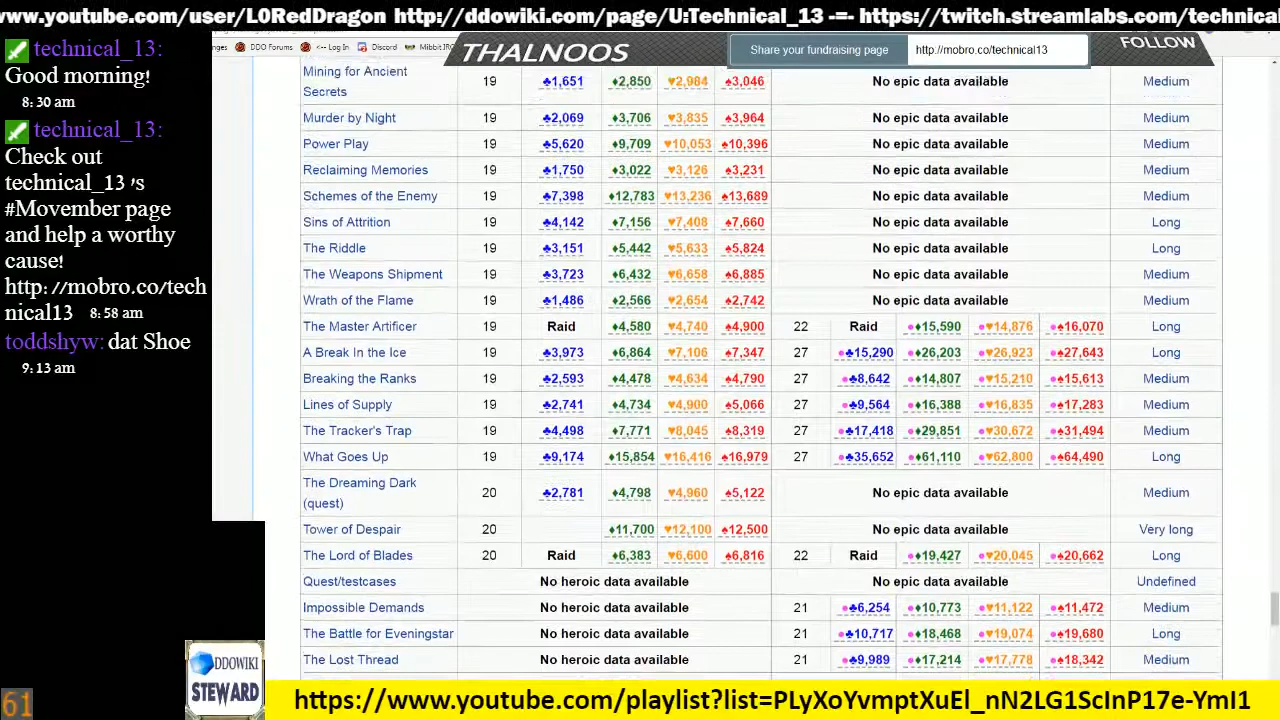 www.youtube.com/user/L0RedDragon http://ddowiki.com/page/U:Technical_13 -=- https://twitch.streamlabs.com/technical
technical_13:
Good morning!
8:30 am
technical_13:
Check out
technical_13 's
#Movember page
and help a worthy
cause!
http://mobro.co/tech
nical13 8:58 am
toddshyw: dat Shoe
9:13 am
nges DDO Forums <-- Log In Discord Mibbit IRC
THALNOOS
Share your fundraising page http://mobro.co/technical13
FOLLOW
Mining for Ancient
Secrets 19 ♣1,651 ♦2,850 ♥2,984 ♠3,046 No epic data available Medium
Murder by Night 19 ♣2,069 ♦3,706 ♥3,835 ♠3,964 No epic data available Medium
Power Play 19 ♣5,620 ♦9,709 ♥10,053 ♠10,396 No epic data available Medium
Reclaiming Memories 19 ♣1,750 ♦3,022 ♥3,126 ♠3,231 No epic data available Medium
Schemes of the Enemy 19 ♣7,398 ♦12,783 ♥13,236 ♠13,689 No epic data available Medium
Sins of Attrition 19 ♣4,142 ♦7,156 ♥7,408 ♠7,660 No epic data available Long
The Riddle 19 ♣3,151 ♦5,442 ♥5,633 ♠5,824 No epic data available Long
The Weapons Shipment 19 ♣3,723 ♦6,432 ♥6,658 ♠6,885 No epic data available Medium
Wrath of the Flame 19 ♣1,486 ♦2,566 ♥2,654 ♠2,742 No epic data available Medium
The Master Artificer 19 Raid ♦4,580 ♥4,740 ♠4,900 22 Raid •♦15,590 •♥14,876 •♠16,070 Long
A Break In the Ice 19 ♣3,973 ♦6,864 ♥7,106 ♠7,347 27 •♣15,290 •♦26,203 •♥26,923 •♠27,643 Long
Breaking the Ranks 19 ♣2,593 ♦4,478 ♥4,634 ♠4,790 27 •♣8,642 •♦14,807 •♥15,210 •♠15,613 Medium
Lines of Supply 19 ♣2,741 ♦4,734 ♥4,900 ♠5,066 27 •♣9,564 •♦16,388 •♥16,835 •♠17,283 Medium
The Tracker's Trap 19 ♣4,498 ♦7,771 ♥8,045 ♠8,319 27 •♣17,418 •♦29,851 •♥30,672 •♠31,494 Medium
What Goes Up 19 ♣9,174 ♦15,854 ♥16,416 ♠16,979 27 •♣35,652 •♦61,110 •♥62,800 •♠64,490 Long
The Dreaming Dark
(quest) 20 ♣2,781 ♦4,798 ♥4,960 ♠5,122 No epic data available Medium
Tower of Despair 20 ♦11,700 ♥12,100 ♠12,500 No epic data available Very long
The Lord of Blades 20 Raid ♦6,383 ♥6,600 ♠6,816 22 Raid •♦19,427 •♥20,045 •♠20,662 Long
Quest/testcases No heroic data available No epic data available Undefined
Impossible Demands No heroic data available 21 •♣6,254 •♦10,773 •♥11,122 •♠11,472 Medium
The Battle for Eveningstar No heroic data available 21 •♣10,717 •♦18,468 •♥19,074 •♠19,680 Long
The Lost Thread No heroic data available 21 •♣9,989 •♦17,214 •♥17,778 •♠18,342 Medium
DDOWIKI
STEWARD
61
https://www.youtube.com/playlist?list=PLyXoYvmptXuEl_nN2LG1ScInP17e-YmI1